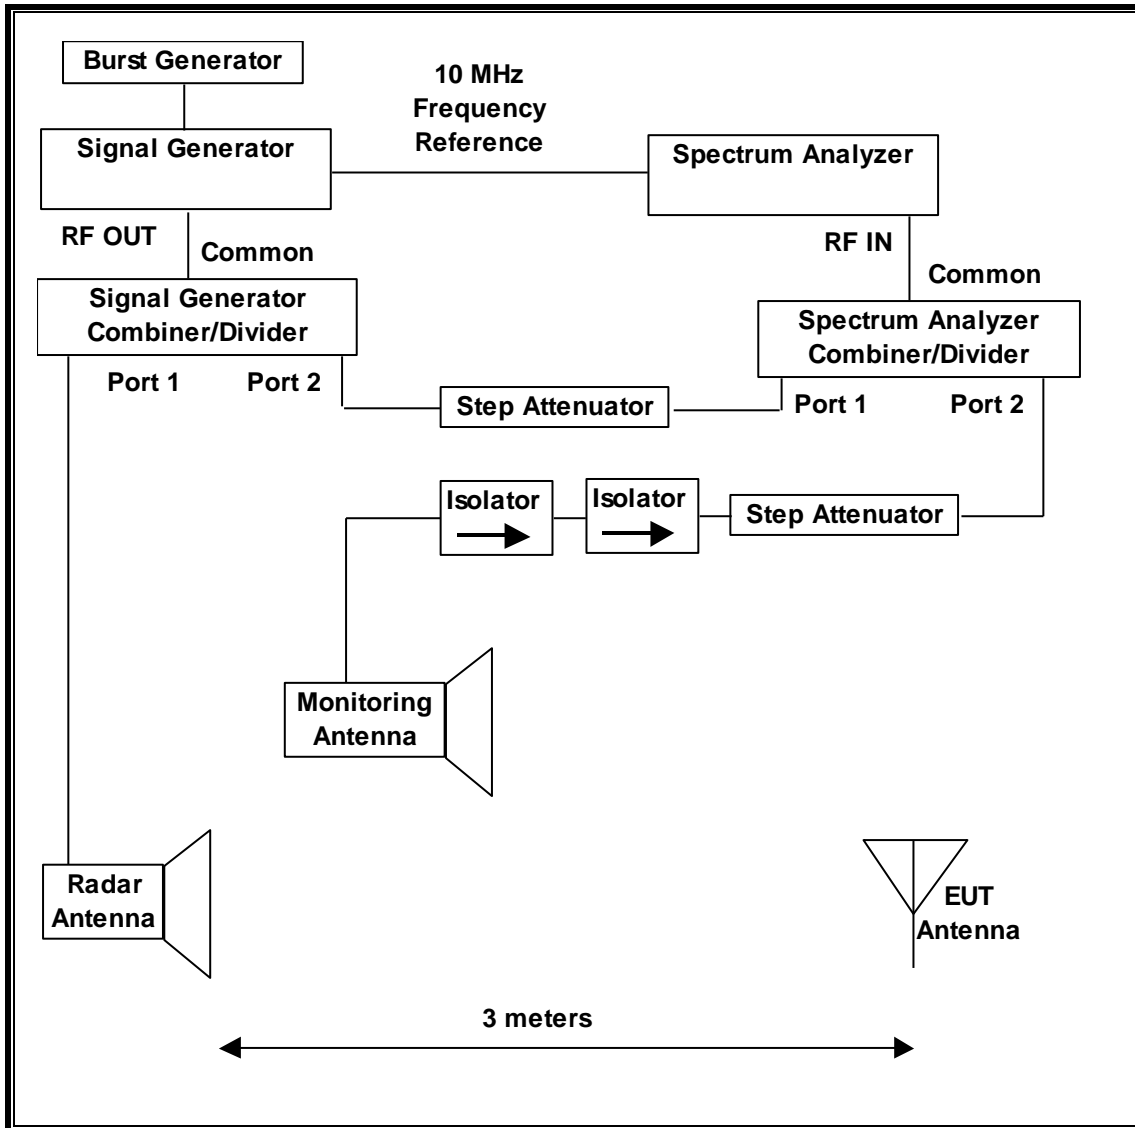 Burst Generator
10 MHz
Frequency
Reference
Signal Generator
Spectrum Analyzer
RF OUT
Common
RF IN
Common
Signal Generator
Combiner/Divider
Spectrum Analyzer
Combiner/Divider
Port 1
Port 2
Step Attenuator
Port 1
Port 2
Isolator
Isolator
Step Attenuator
Monitoring
Antenna
Radar
Antenna
EUT
Antenna
3 meters